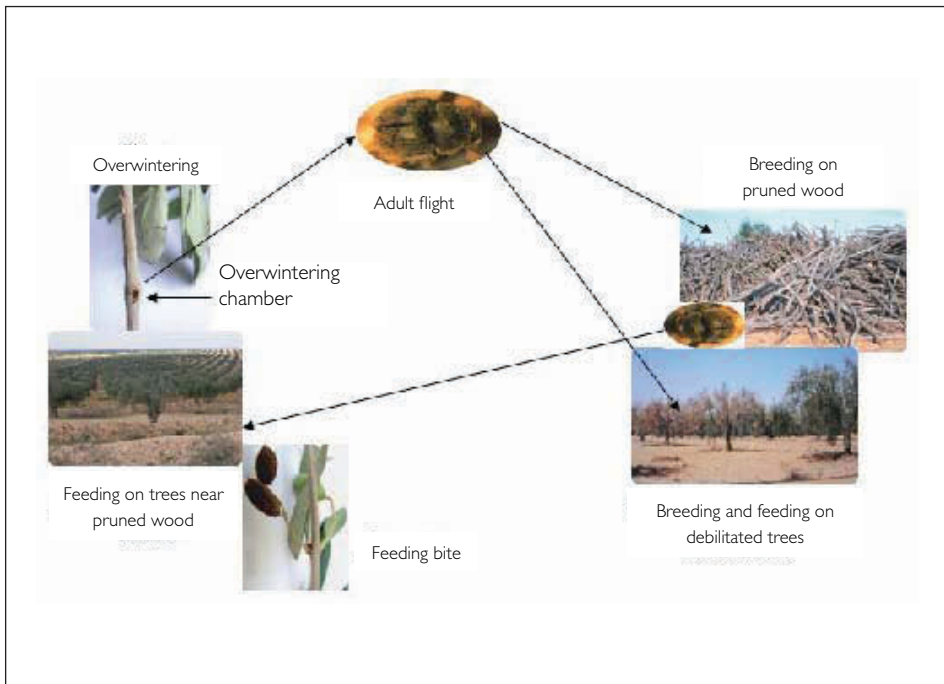 Overwintering
Adult flight
Breeding on
pruned wood
Overwintering
chamber
Feeding on trees near
pruned wood
Feeding bite
Breeding and feeding on
debilitated trees